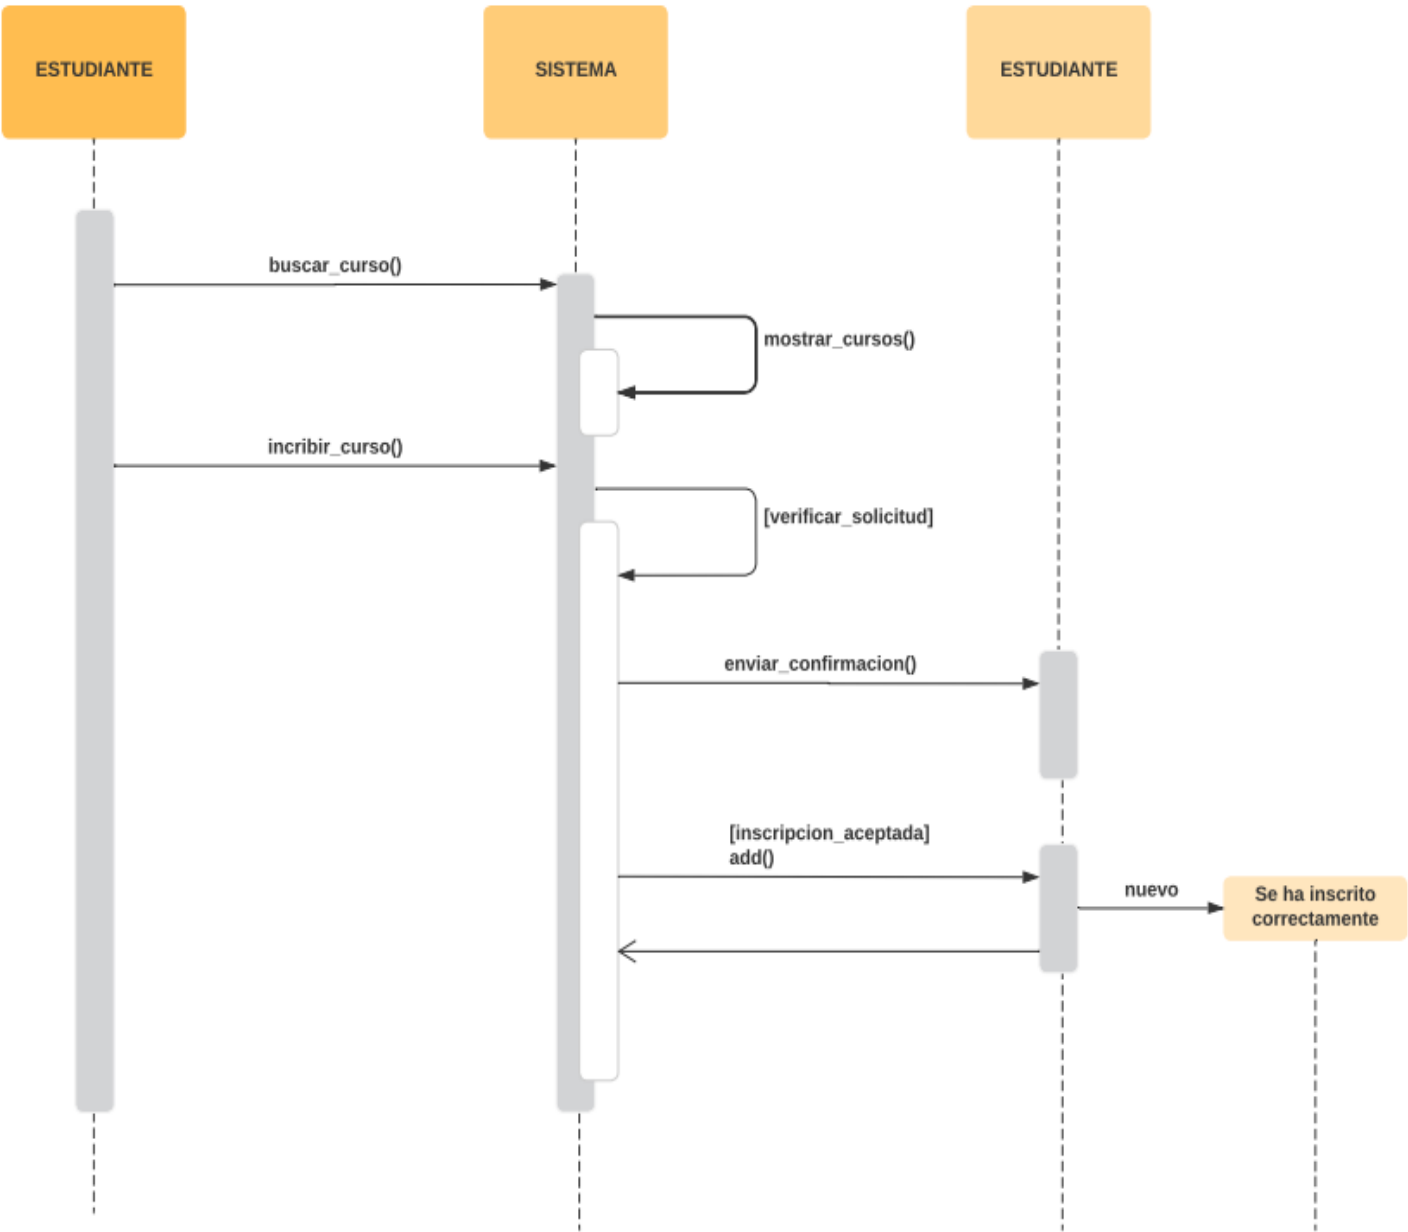 ESTUDIANTE
SISTEMA
ESTUDIANTE
buscar_curso()
mostrar_cursos()
incribir_curso()
[verificar_solicitud]
enviar_confirmacion()
[inscripcion_aceptada]
add()
nuevo
Se ha inscrito
correctamente